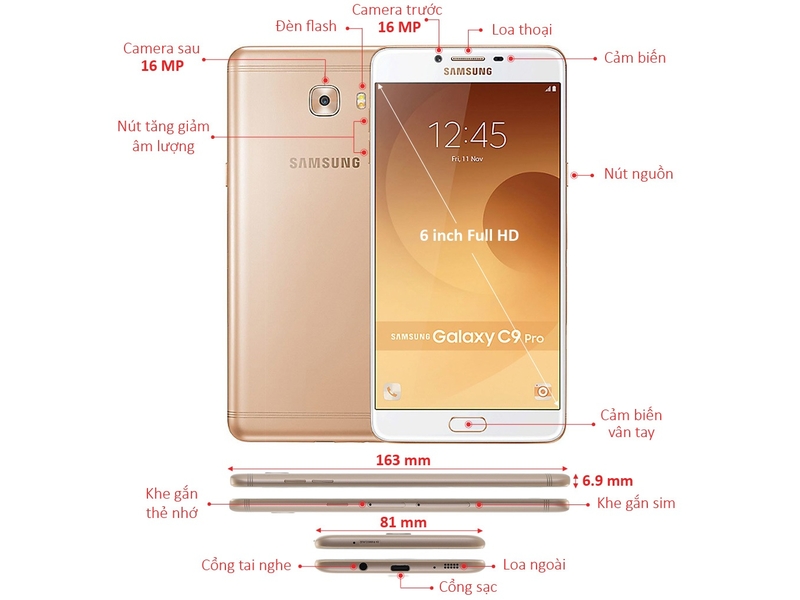 Camera trước
16 MP
Đèn flash
Loa thoại
Camera sau
16 MP
Cảm biến
SAMSUNG
Nút tăng giảm
âm lượng
12:45
Fri, 11 Nov
SAMSUNG
Nút nguồn
6 inch Full HD
SAMSUNG Galaxy C9 Pro
Cảm biến
vân tay
163 mm
6.9 mm
Khe gắn
thẻ nhớ
Khe gắn sim
81 mm
Cổng tai nghe
Loa ngoài
Cổng sạc